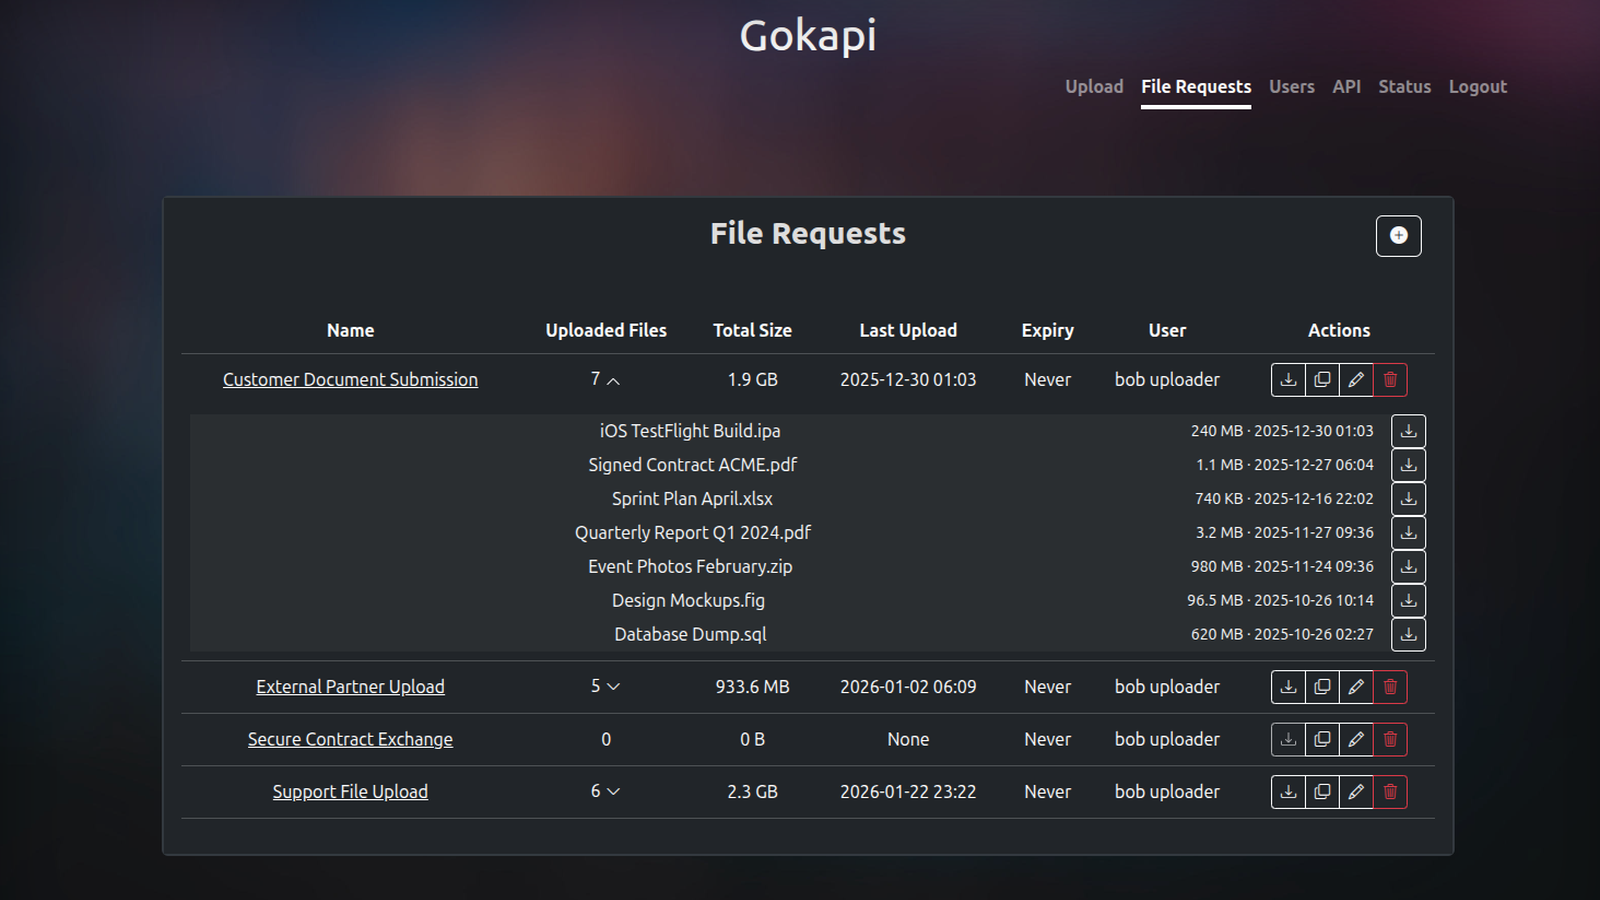 Gokapi
Upload File Requests Users API Status Logout
File Requests
Name Uploaded Files Total Size Last Upload Expiry User Actions
Customer Document Submission 7 1.9 GB 2025-12-30 01:03 Never bob uploader
iOS TestFlight Build.ipa 240 MB · 2025-12-30 01:03
Signed Contract ACME.pdf 1.1 MB · 2025-12-27 06:04
Sprint Plan April.xlsx 740 KB · 2025-12-16 22:02
Quarterly Report Q1 2024.pdf 3.2 MB · 2025-11-27 09:36
Event Photos February.zip 980 MB · 2025-11-24 09:36
Design Mockups.fig 96.5 MB · 2025-10-26 10:14
Database Dump.sql 620 MB · 2025-10-26 02:27
External Partner Upload 5 933.6 MB 2026-01-02 06:09 Never bob uploader
Secure Contract Exchange 0 0 B None Never bob uploader
Support File Upload 6 2.3 GB 2026-01-22 23:22 Never bob uploader